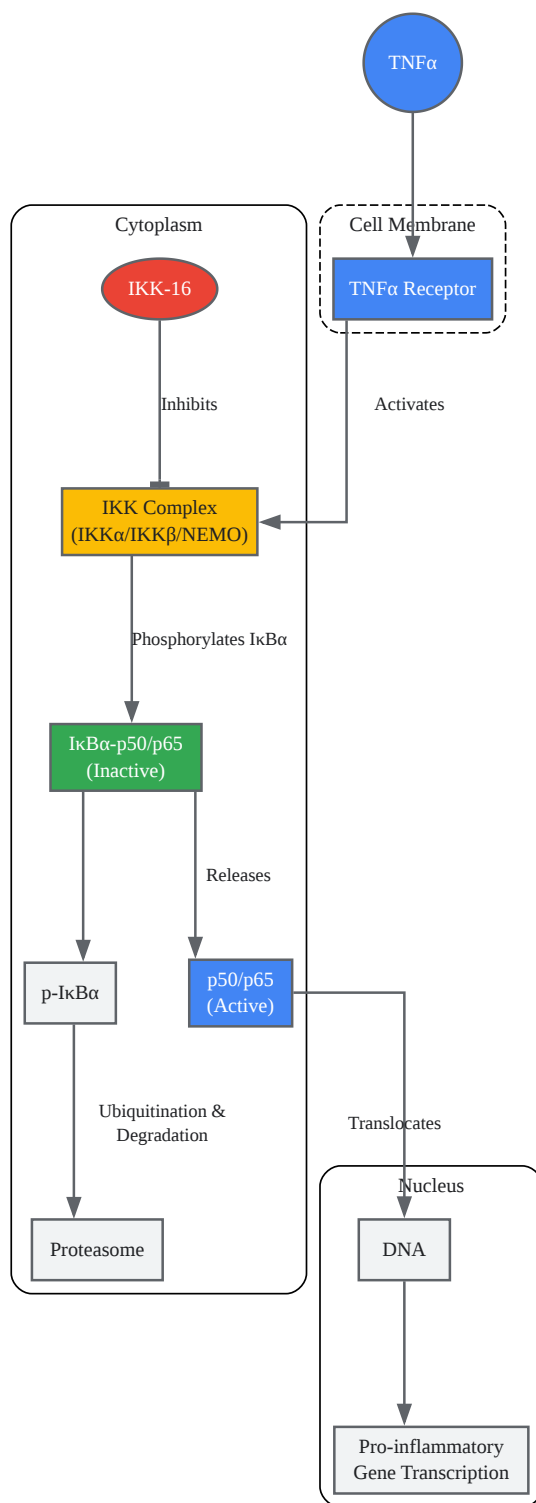 TNFα
Cytoplasm
Cell Membrane
IKK-16
TNFα Receptor
Inhibits
Activates
IKK Complex
(IKKα/IKKβ/NEMO)
Phosphorylates IκBα
IκBα-p50/p65
(Inactive)
Releases
p-IκBα
p50/p65
(Active)
Ubiquitination &
Degradation
Translocates
Nucleus
Proteasome
DNA
Pro-inflammatory
Gene Transcription